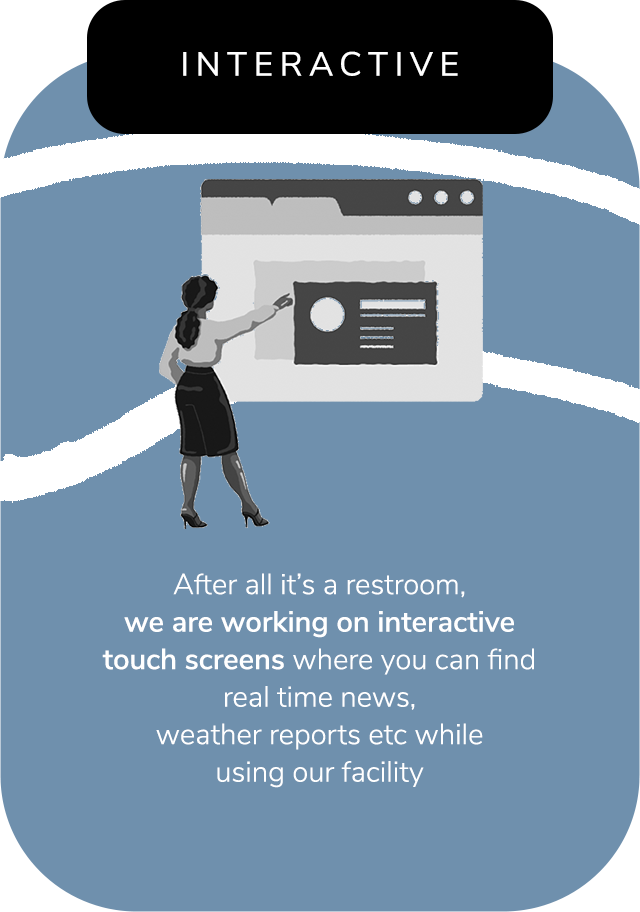 INTERACTIVE
After all it’s a restroom,
we are working on interactive
touch screens where you can find
real time news,
weather reports etc while
using our facility